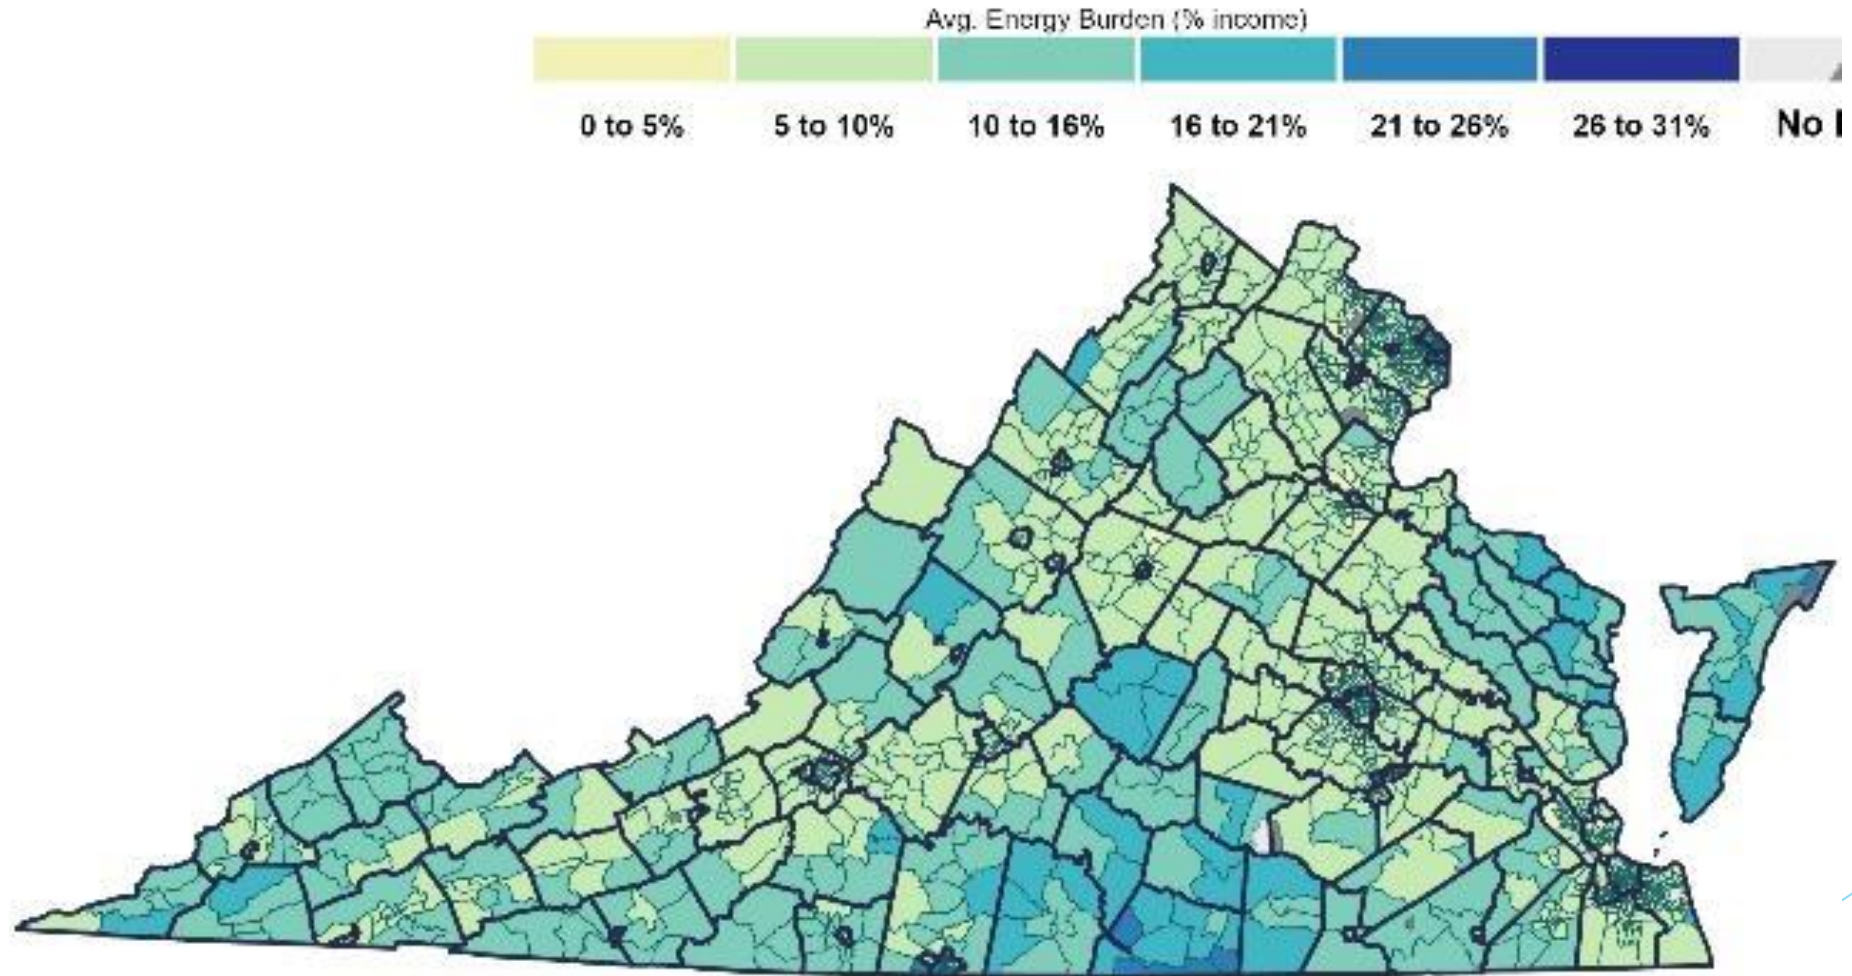 Avg. Energy Burden (% income)
0 to 5% 5 to 10% 10 to 16% 16 to 21% 21 to 26% 26 to 31% No